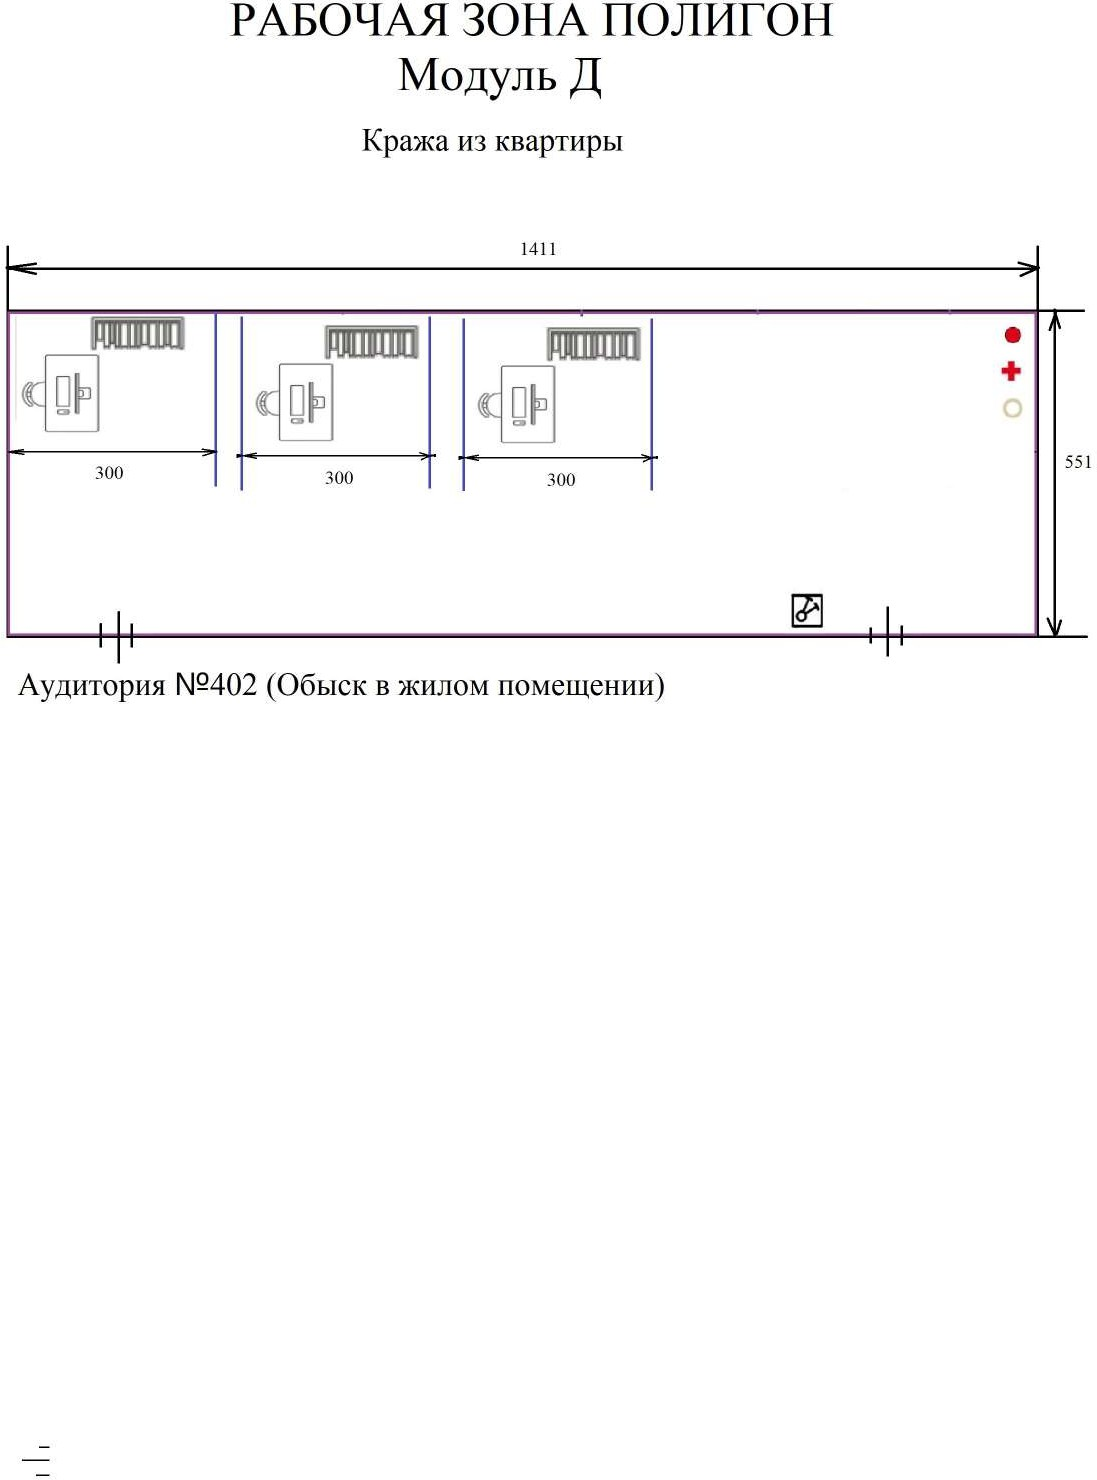 РАБОЧАЯ ЗОНА ПОЛИГОН
Модуль Д
Кража из квартиры
1411
551
300
300
300
Аудитория №402 (Обыск в жилом помещении)